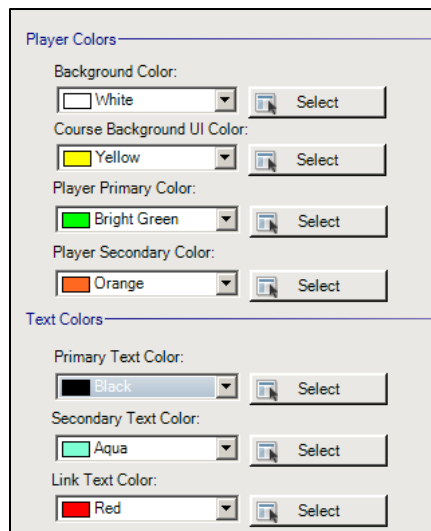 Player Colors
Background Color:
White Select
Course Background UI Color:
Yellow Select
Player Primary Color:
Bright Green Select
Player Secondary Color:
Orange Select
Text Colors
Primary Text Color:
Black Select
Secondary Text Color:
Aqua Select
Link Text Color:
Red Select